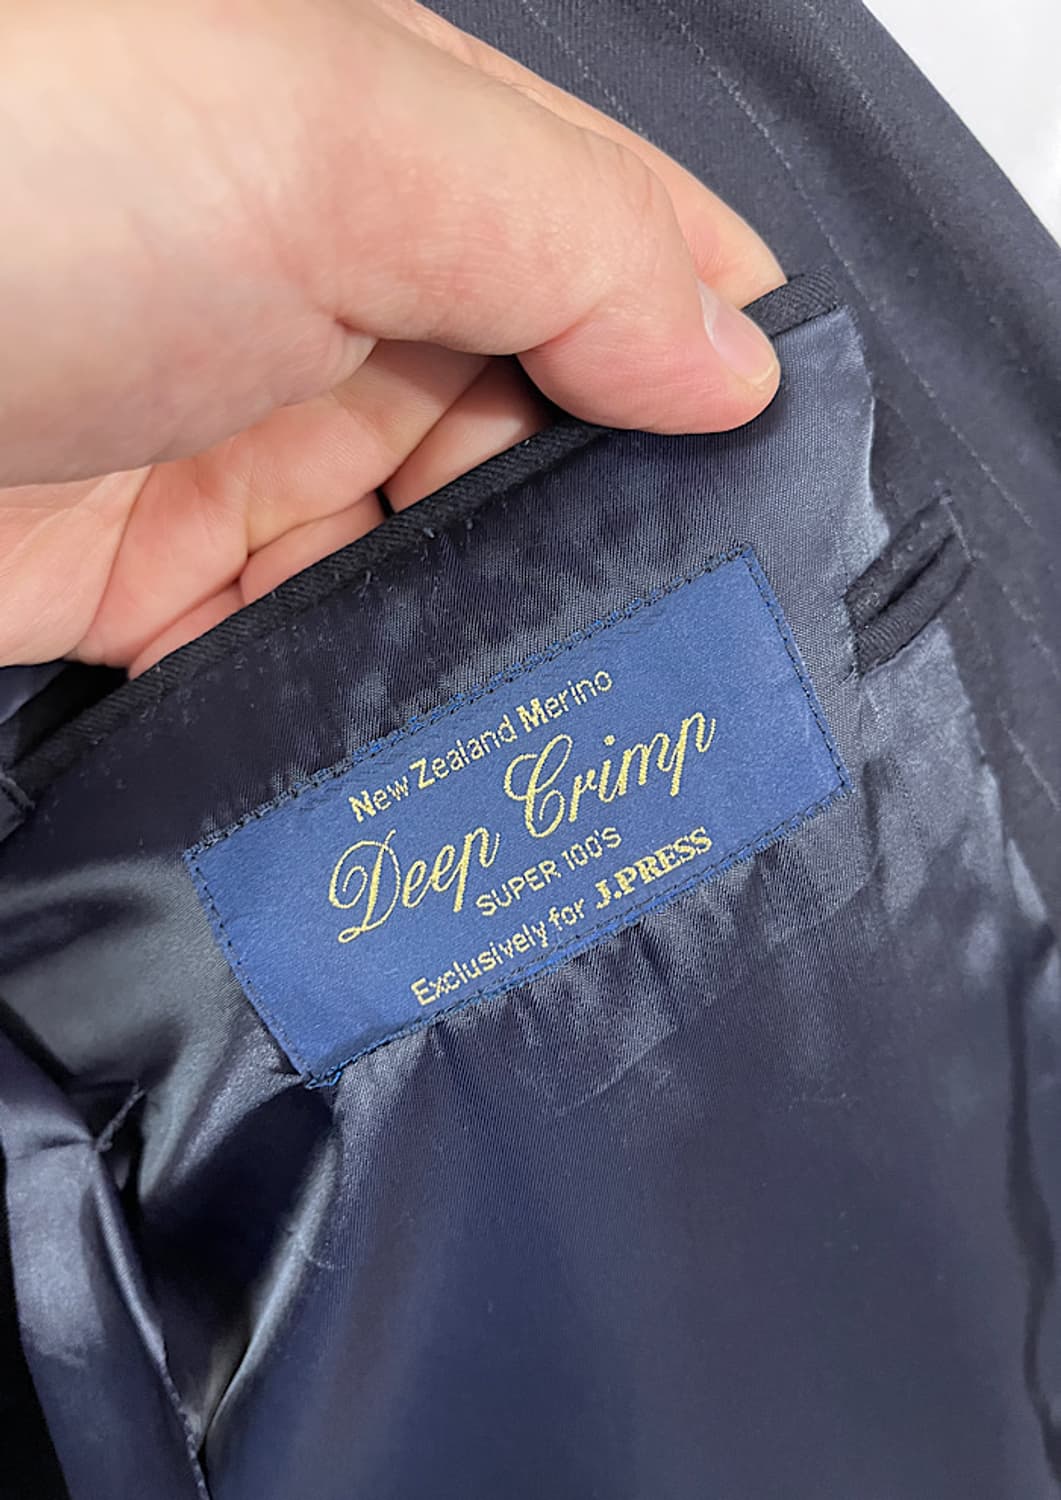 New Zealand Merino
Deep Crimp
SUPER 100'S
Exclusively for J.PRESS